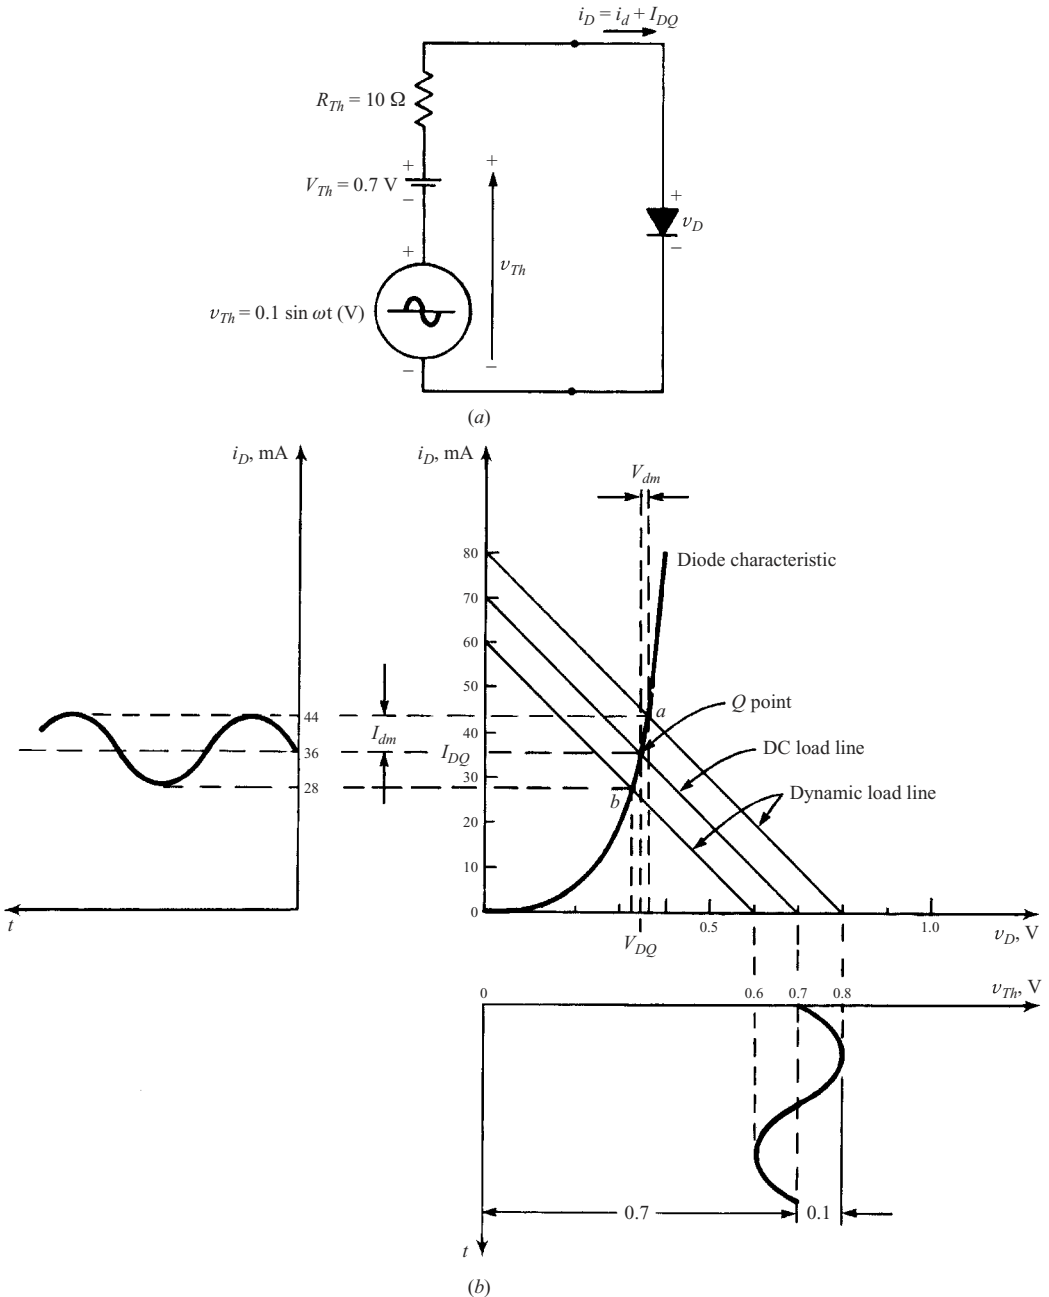 i_D = i_d + I_DQ
R_Th = 10 Ω
+
+
V_Th = 0.7 V
−
+
v_D
−
+
v_Th
v_Th = 0.1 sin ωt (V)
−
−
(a)
i_D, mA
i_D, mA
V_dm
80
Diode characteristic
70
60
50
Q point
a
44
I_dm
40
DC load line
36
I_DQ
30
28
Dynamic load line
b
20
10
0
0.5
1.0
t
V_DQ
v_D, V
0
0.6
0.7
0.8
v_Th, V
0.7
0.1
t
(b)